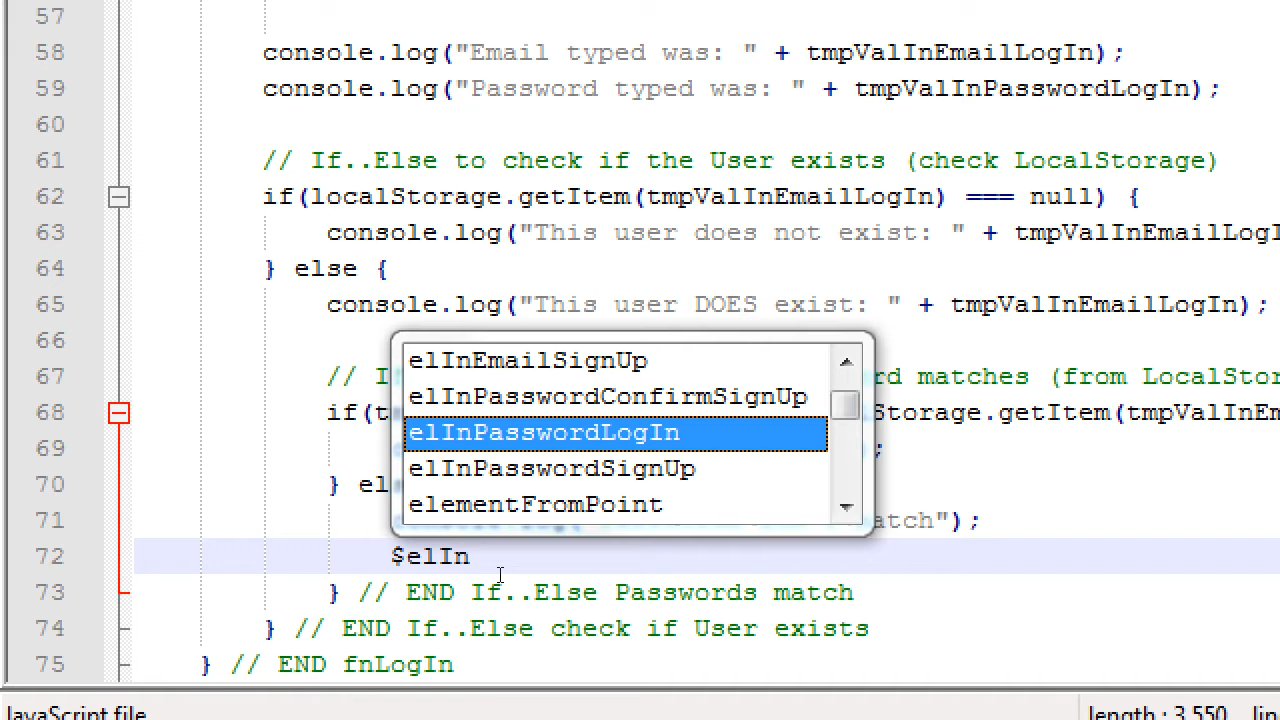 57
58 console.log("Email typed was: " + tmpValInEmailLogIn);
59 console.log("Password typed was: " + tmpValInPasswordLogIn);
60
61 // If..Else to check if the User exists (check LocalStorage)
62 if(localStorage.getItem(tmpValInEmailLogIn) === null) {
63 console.log("This user does not exist: " + tmpValInEmailLogI
64 } else {
65 console.log("This user DOES exist: " + tmpValInEmailLogIn);
66
elInEmailSignUp
67 // I rd matches (from LocalStor
elInPasswordConfirmSignUp
68 if(t Storage.getItem(tmpValInEm
elInPasswordLogIn
69 ;
elInPasswordSignUp
70 } el
elementFromPoint
71 atch");
72 $elIn
73 } // END If..Else Passwords match
74 } // END If..Else check if User exists
75 } // END fnLogIn
JavaScript file length : 3,550 lin